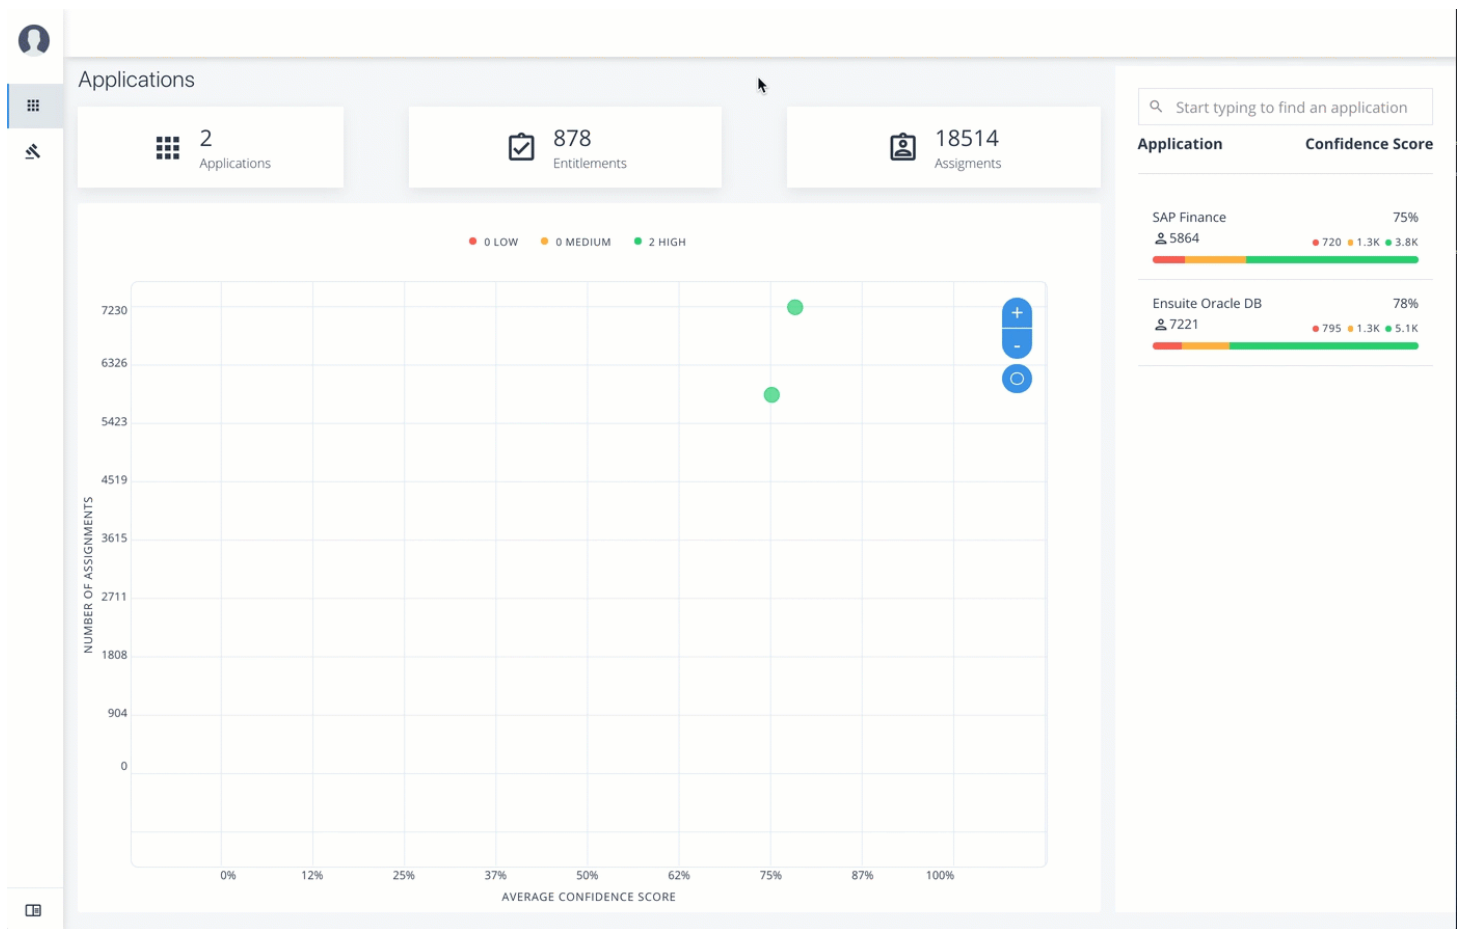 Applications
2
Applications
878
Entitlements
18514
Assigments
0 LOW 0 MEDIUM 2 HIGH
7230
6326
5423
4519
3615
2711
1808
904
0
NUMBER OF ASSIGNMENTS
0% 12% 25% 37% 50% 62% 75% 87% 100%
AVERAGE CONFIDENCE SCORE
+
-
Start typing to find an application
Application Confidence Score
SAP Finance 75%
5864 720 1.3K 3.8K
Ensuite Oracle DB 78%
7221 795 1.3K 5.1K